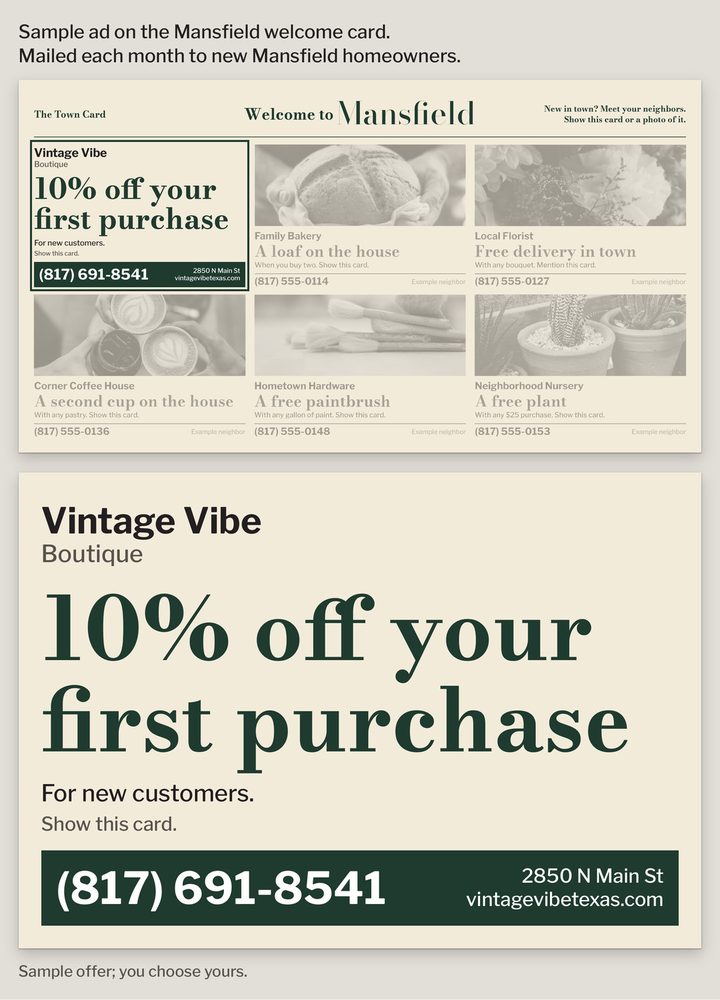 Sample ad on the Mansfield welcome card.
Mailed each month to new Mansfield homeowners.
The Town Card
Welcome to Mansfield
New in town? Meet your neighbors.
Show this card or a photo of it.
Vintage Vibe
Boutique
10% off your
first purchase
For new customers.
Show this card.
(817) 691-8541
2850 N Main St
vintagevibetexas.com
Family Bakery
A loaf on the house
When you buy two. Show this card.
(817) 555-0114
Example neighbor
Local Florist
Free delivery in town
With any bouquet. Mention this card.
(817) 555-0127
Example neighbor
Corner Coffee House
A second cup on the house
With any pastry. Show this card.
(817) 555-0136
Example neighbor
Hometown Hardware
A free paintbrush
With any gallon of paint. Show this card.
(817) 555-0148
Example neighbor
Neighborhood Nursery
A free plant
With any $25 purchase. Show this card.
(817) 555-0153
Example neighbor
Vintage Vibe
Boutique
10% off your
first purchase
For new customers.
Show this card.
(817) 691-8541
2850 N Main St
vintagevibetexas.com
Sample offer; you choose yours.